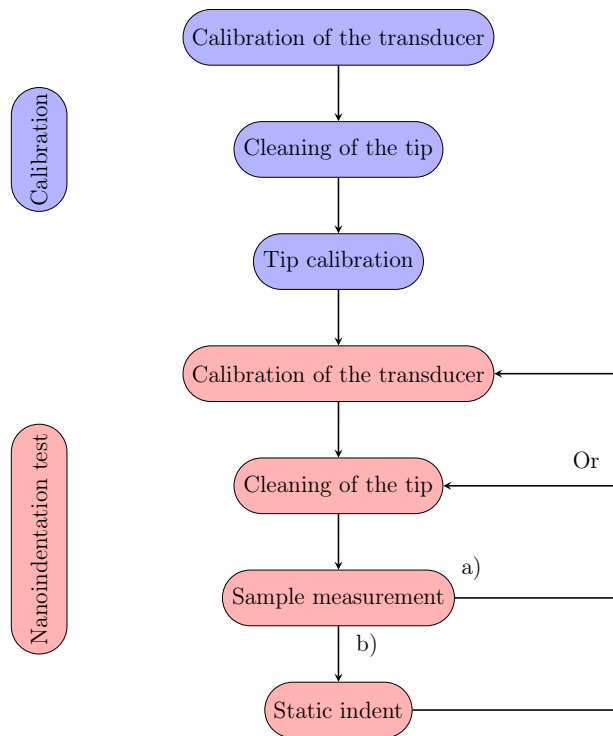 Calibration of the transducer
Calibration
Cleaning of the tip
Tip calibration
Calibration of the transducer
Nanoindentation test
Or
Cleaning of the tip
a)
Sample measurement
b)
Static indent